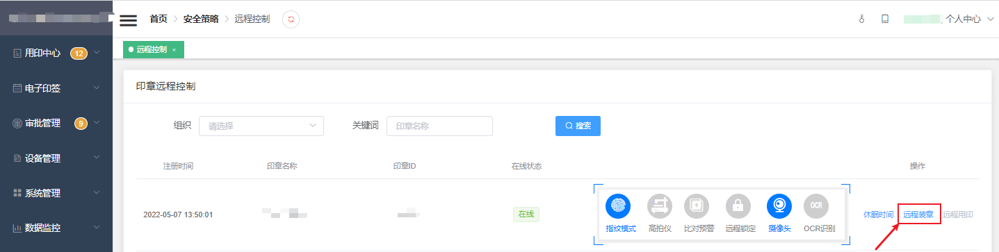 首页 > 安全策略 > 远程控制
个人中心
用印中心 12
电子印签
审批管理 9
设备管理
系统管理
数据监控
远程控制 ×
印章远程控制
组织 请选择 关键词 印章名称 搜索
注册时间 印章名称 印章ID 在线状态 操作
2022-05-07 13:50:01 在线
OCR
指纹模式 高拍仪 比对预警 远程锁定 摄像头 OCR识别
休眠时间 远程装章 远程用印